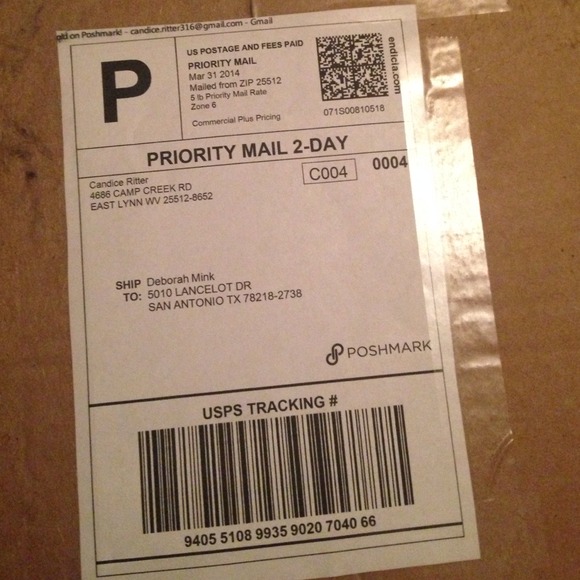 old on Poshmark! - candice.ritter316@gmail.com - Gmail
P
US POSTAGE AND FEES PAID
PRIORITY MAIL
Mar 31 2014
Mailed from ZIP 25512
5 lb Priority Mail Rate
Zone 6
Commercial Plus Pricing
endicia.com
071S00810518
PRIORITY MAIL 2-DAY
Candice Ritter
4686 CAMP CREEK RD
EAST LYNN WV 25512-8652
C004
0004
SHIP TO: Deborah Mink
5010 LANCELOT DR
SAN ANTONIO TX 78218-2738
POSHMARK
USPS TRACKING #
9405 5108 9935 9020 7040 66